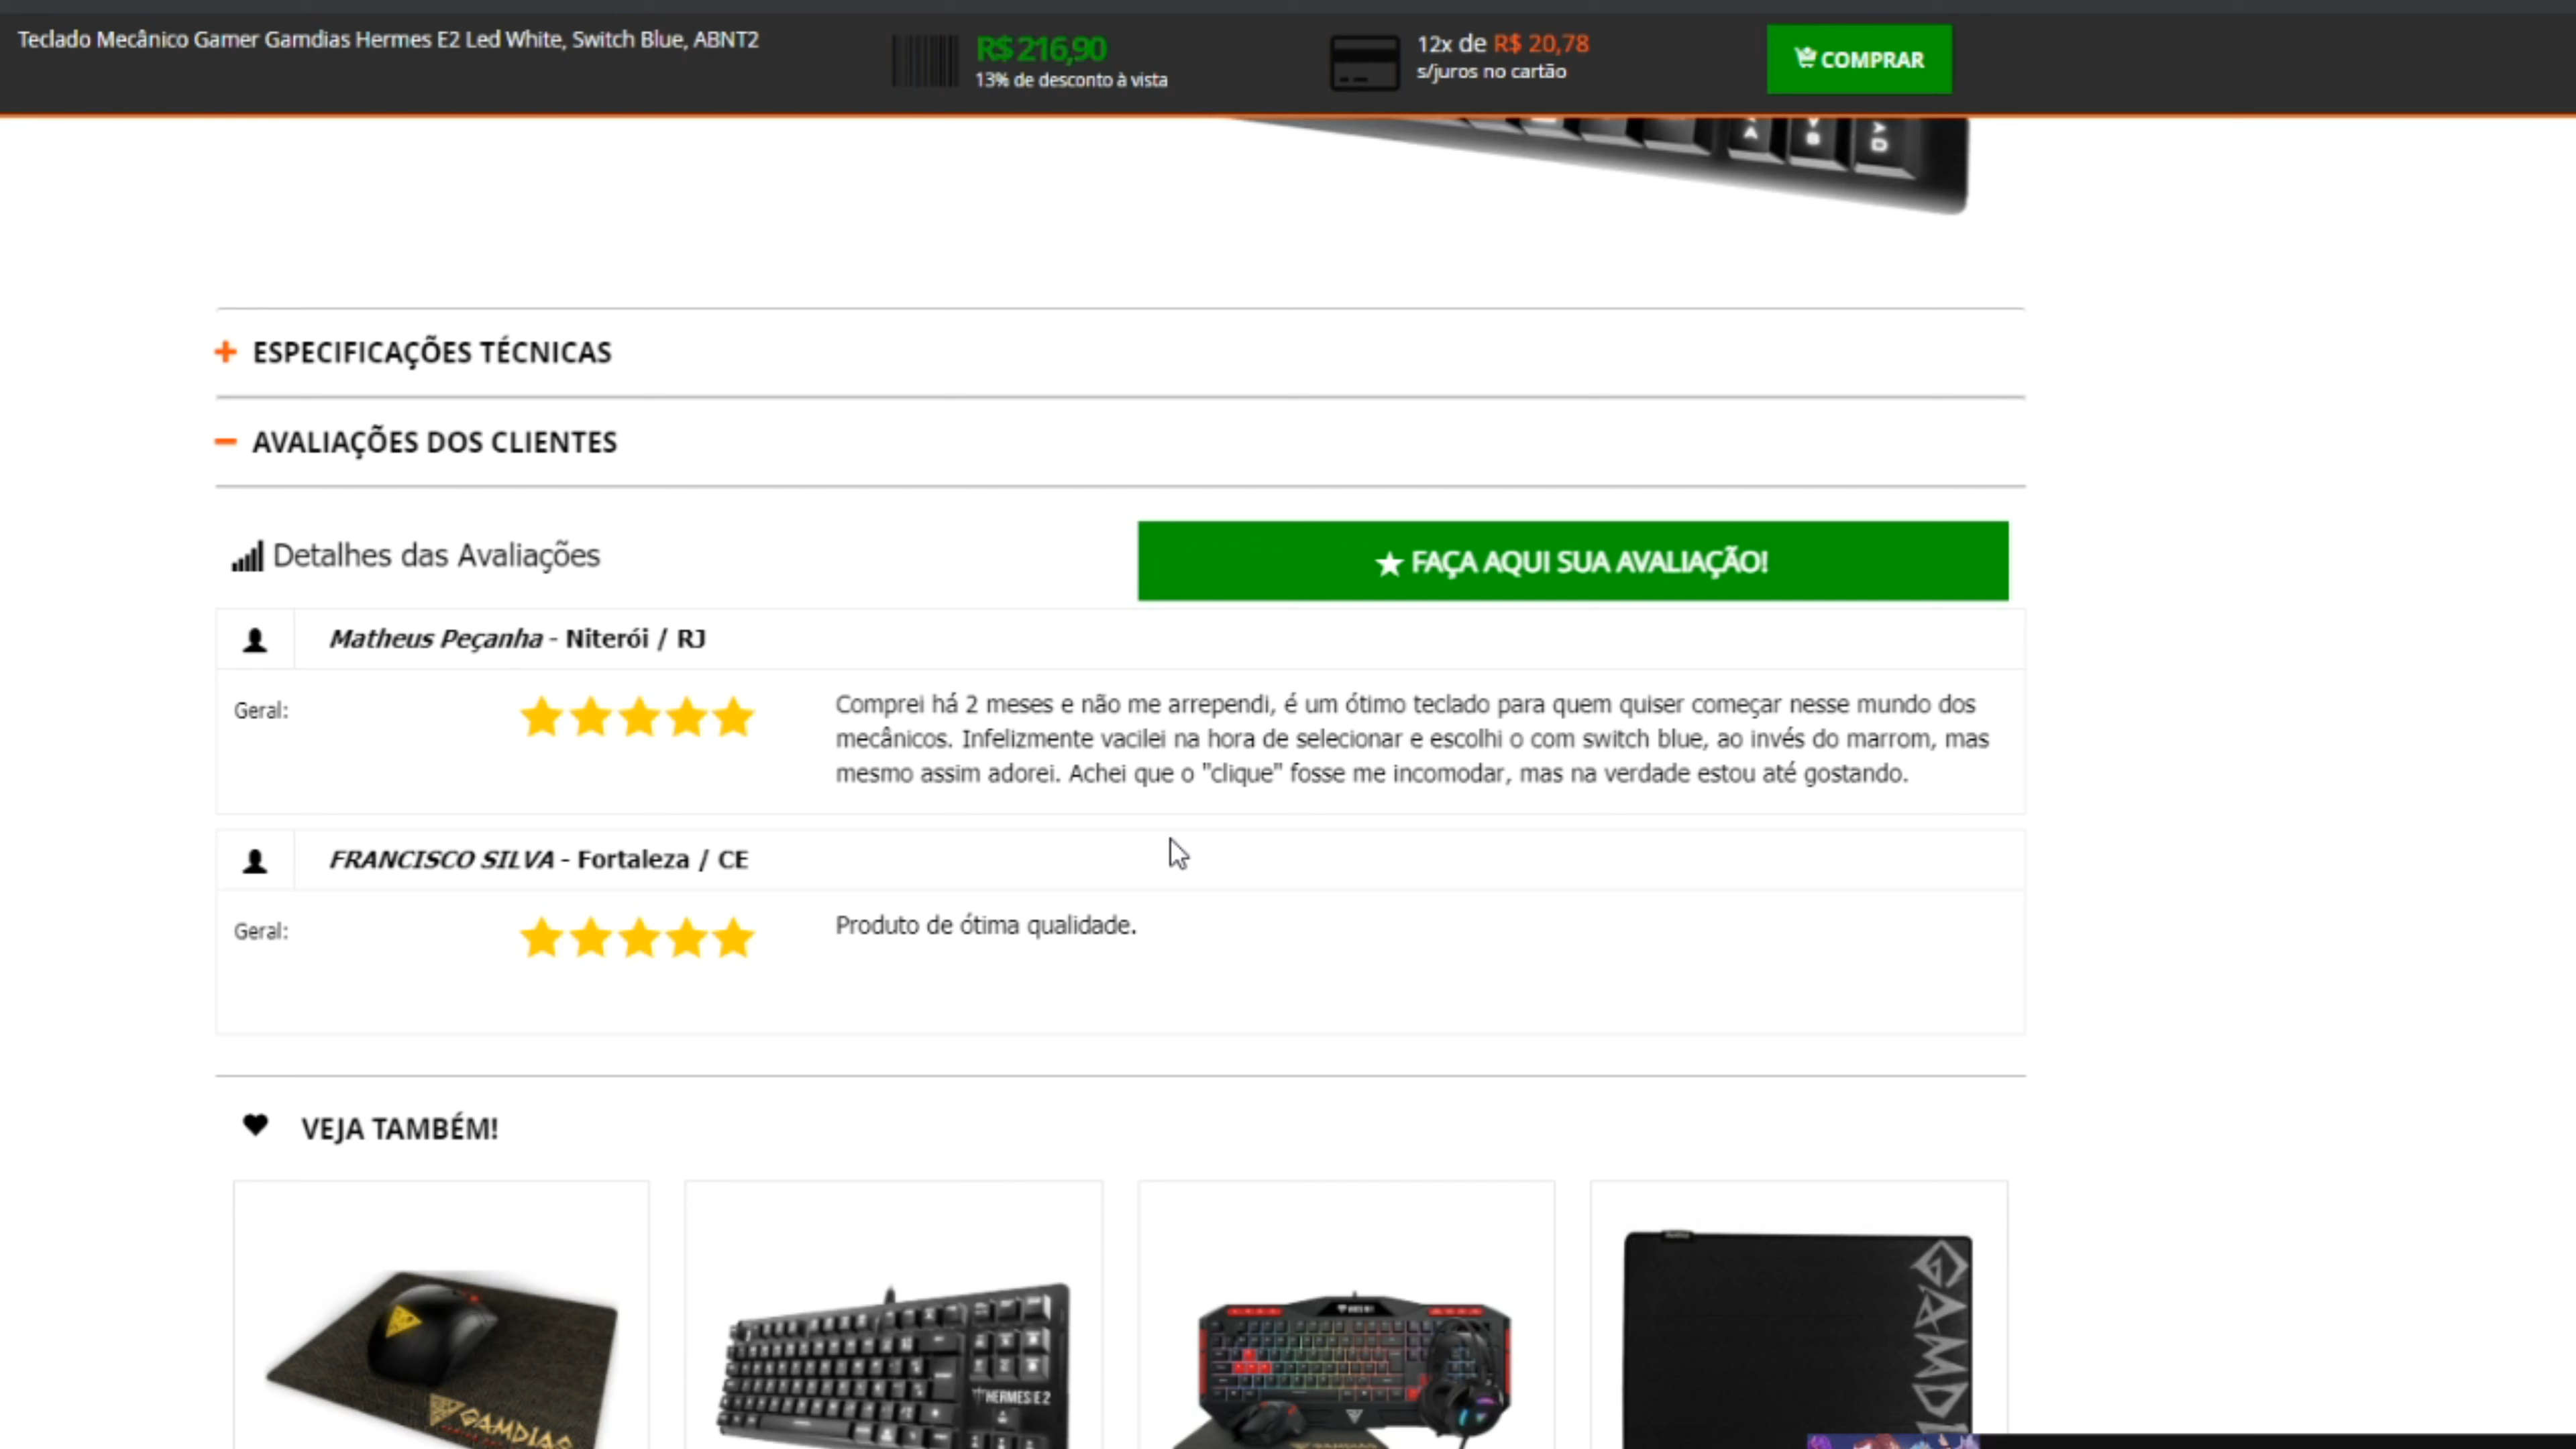 Teclado Mecânico Gamer Gamdias Hermes E2 Led White, Switch Blue, ABNT2
R$ 216,90
13% de desconto à vista
12x de R$ 20,78
s/juros no cartão
COMPRAR
A
B
D
ESPECIFICAÇÕES TÉCNICAS
AVALIAÇÕES DOS CLIENTES
Detalhes das Avaliações
FAÇA AQUI SUA AVALIAÇÃO!
Matheus Peçanha - Niterói / RJ
Geral:
Comprei há 2 meses e não me arrependi, é um ótimo teclado para quem quiser começar nesse mundo dos
mecânicos. Infelizmente vacilei na hora de selecionar e escolhi o com switch blue, ao invés do marrom, mas
mesmo assim adorei. Achei que o "clique" fosse me incomodar, mas na verdade estou até gostando.
FRANCISCO SILVA - Fortaleza / CE
Geral:
Produto de ótima qualidade.
VEJA TAMBÉM!
GAMDIAS
HERMES E2
GAMDI